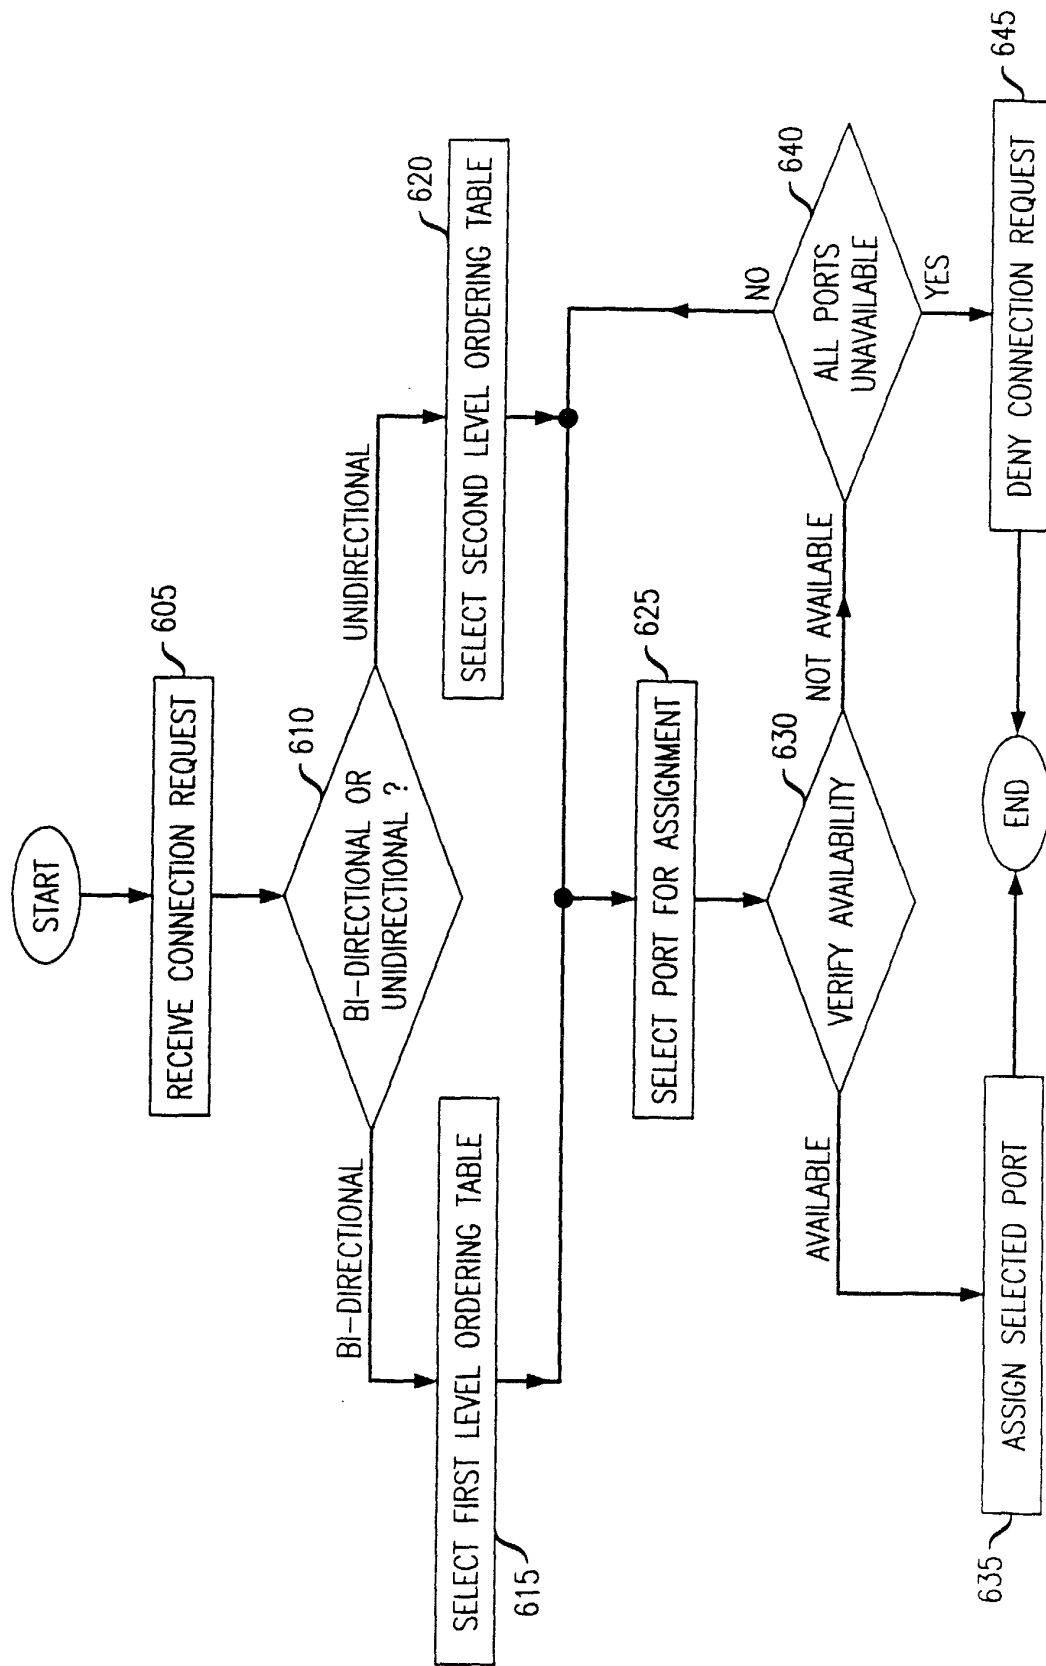 START
RECEIVE CONNECTION REQUEST
605
BI-DIRECTIONAL OR
UNIDIRECTIONAL ?
610
BI-DIRECTIONAL
UNIDIRECTIONAL
SELECT FIRST LEVEL ORDERING TABLE
615
SELECT SECOND LEVEL ORDERING TABLE
620
SELECT PORT FOR ASSIGNMENT
625
VERIFY AVAILABILITY
630
AVAILABLE
NOT AVAILABLE
ALL PORTS
UNAVAILABLE
640
NO
YES
ASSIGN SELECTED PORT
635
END
DENY CONNECTION REQUEST
645